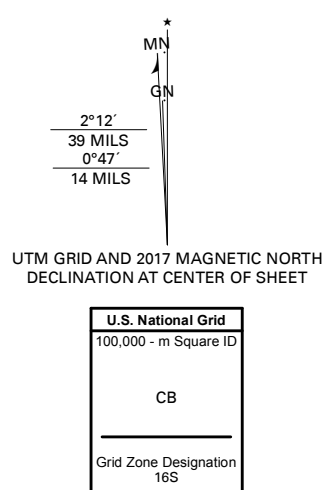 ★
MN
GN
2°12´
39 MILS
0°47´
14 MILS
UTM GRID AND 2017 MAGNETIC NORTH
DECLINATION AT CENTER OF SHEET
U.S. National Grid
100,000 - m Square ID
CB
Grid Zone Designation
16S